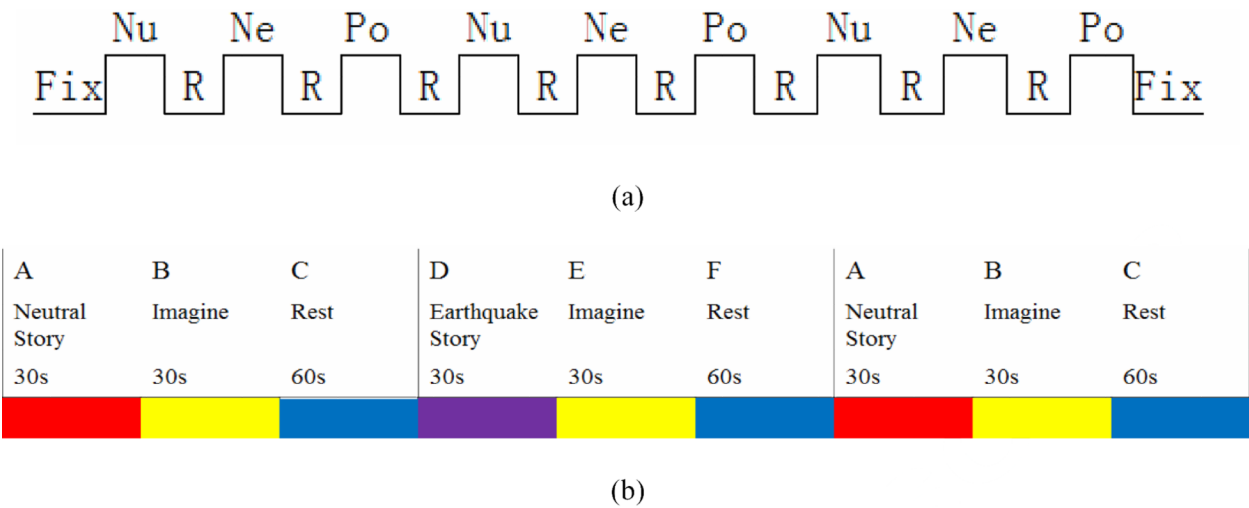 Nu Ne Po Nu Ne Po Nu Ne Po
Fix R R R R R R R R Fix
(a)
A B C D E F A B C
Neutral Story Imagine Rest Earthquake Story Imagine Rest Neutral Story Imagine Rest
30s 30s 60s 30s 30s 60s 30s 30s 60s
(b)